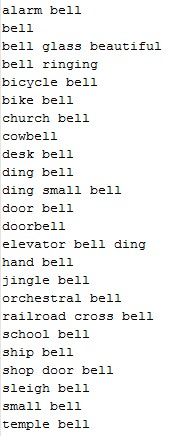 alarm bell
bell
bell glass beautiful
bell ringing
bicycle bell
bike bell
church bell
cowbell
desk bell
ding bell
ding small bell
door bell
doorbell
elevator bell ding
hand bell
jingle bell
orchestral bell
railroad cross bell
school bell
ship bell
shop door bell
sleigh bell
small bell
temple bell